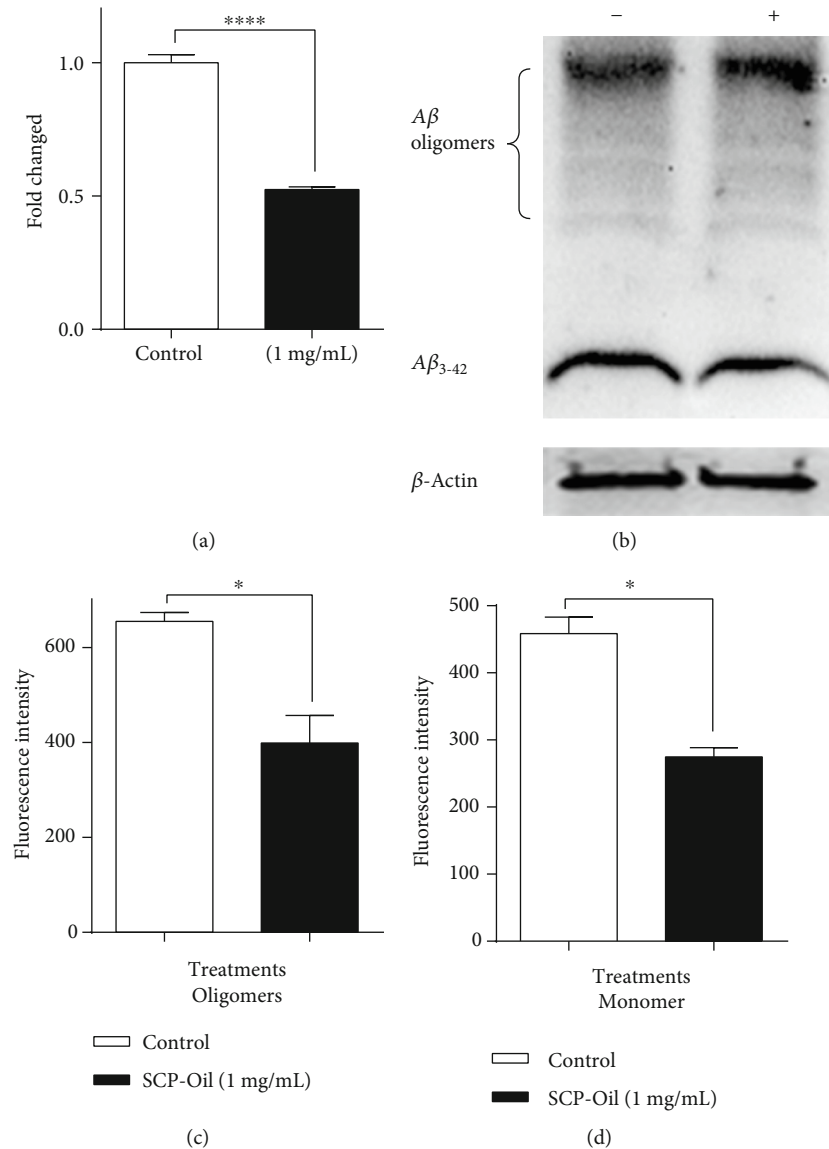 ****
1.0
0.5
0.0
Fold changed
Control
(1 mg/mL)
(a)
− +
Aβ
oligomers
Aβ3-42
β-Actin
(b)
*
600
400
200
0
Fluorescence intensity
Treatments
Oligomers
Control
SCP-Oil (1 mg/mL)
(c)
*
500
400
300
200
100
0
Fluorescence intensity
Treatments
Monomer
Control
SCP-Oil (1 mg/mL)
(d)